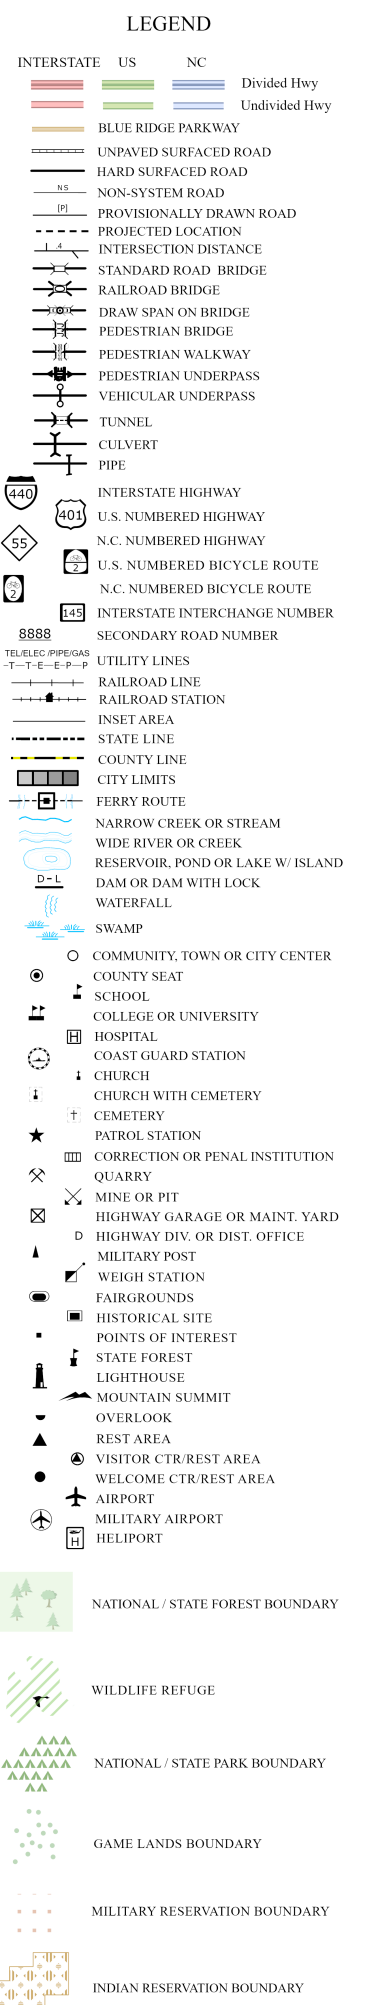 LEGEND
INTERSTATE US NC
Divided Hwy
Undivided Hwy
BLUE RIDGE PARKWAY
UNPAVED SURFACED ROAD
HARD SURFACED ROAD
NS NON-SYSTEM ROAD
[P] PROVISIONALLY DRAWN ROAD
PROJECTED LOCATION
.4 INTERSECTION DISTANCE
STANDARD ROAD BRIDGE
RAILROAD BRIDGE
DRAW SPAN ON BRIDGE
PEDESTRIAN BRIDGE
PEDESTRIAN WALKWAY
PEDESTRIAN UNDERPASS
VEHICULAR UNDERPASS
TUNNEL
CULVERT
PIPE
440 INTERSTATE HIGHWAY
401 U.S. NUMBERED HIGHWAY
55 N.C. NUMBERED HIGHWAY
2 U.S. NUMBERED BICYCLE ROUTE
2 N.C. NUMBERED BICYCLE ROUTE
145 INTERSTATE INTERCHANGE NUMBER
8888 SECONDARY ROAD NUMBER
TEL/ELEC /PIPE/GAS
–T—T—E—E—P—P UTILITY LINES
RAILROAD LINE
RAILROAD STATION
INSET AREA
STATE LINE
COUNTY LINE
CITY LIMITS
FERRY ROUTE
NARROW CREEK OR STREAM
WIDE RIVER OR CREEK
RESERVOIR, POND OR LAKE W/ ISLAND
D-L DAM OR DAM WITH LOCK
WATERFALL
SWAMP
COMMUNITY, TOWN OR CITY CENTER
COUNTY SEAT
SCHOOL
COLLEGE OR UNIVERSITY
H HOSPITAL
COAST GUARD STATION
CHURCH
CHURCH WITH CEMETERY
CEMETERY
PATROL STATION
CORRECTION OR PENAL INSTITUTION
QUARRY
MINE OR PIT
HIGHWAY GARAGE OR MAINT. YARD
D HIGHWAY DIV. OR DIST. OFFICE
MILITARY POST
WEIGH STATION
FAIRGROUNDS
HISTORICAL SITE
POINTS OF INTEREST
STATE FOREST
LIGHTHOUSE
MOUNTAIN SUMMIT
OVERLOOK
REST AREA
VISITOR CTR/REST AREA
WELCOME CTR/REST AREA
AIRPORT
MILITARY AIRPORT
H HELIPORT
NATIONAL / STATE FOREST BOUNDARY
WILDLIFE REFUGE
NATIONAL / STATE PARK BOUNDARY
GAME LANDS BOUNDARY
MILITARY RESERVATION BOUNDARY
INDIAN RESERVATION BOUNDARY